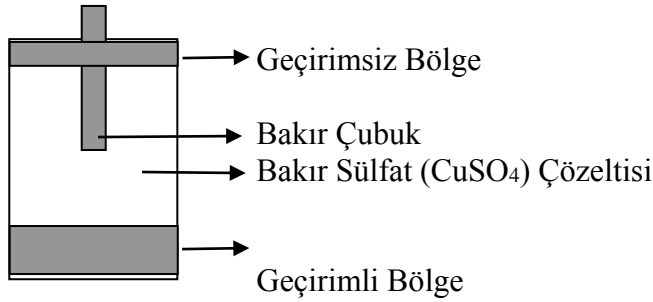 Geçirimsiz Bölge
Bakır Çubuk
Bakır Sülfat (CuSO₄) Çözeltisi
Geçirimli Bölge